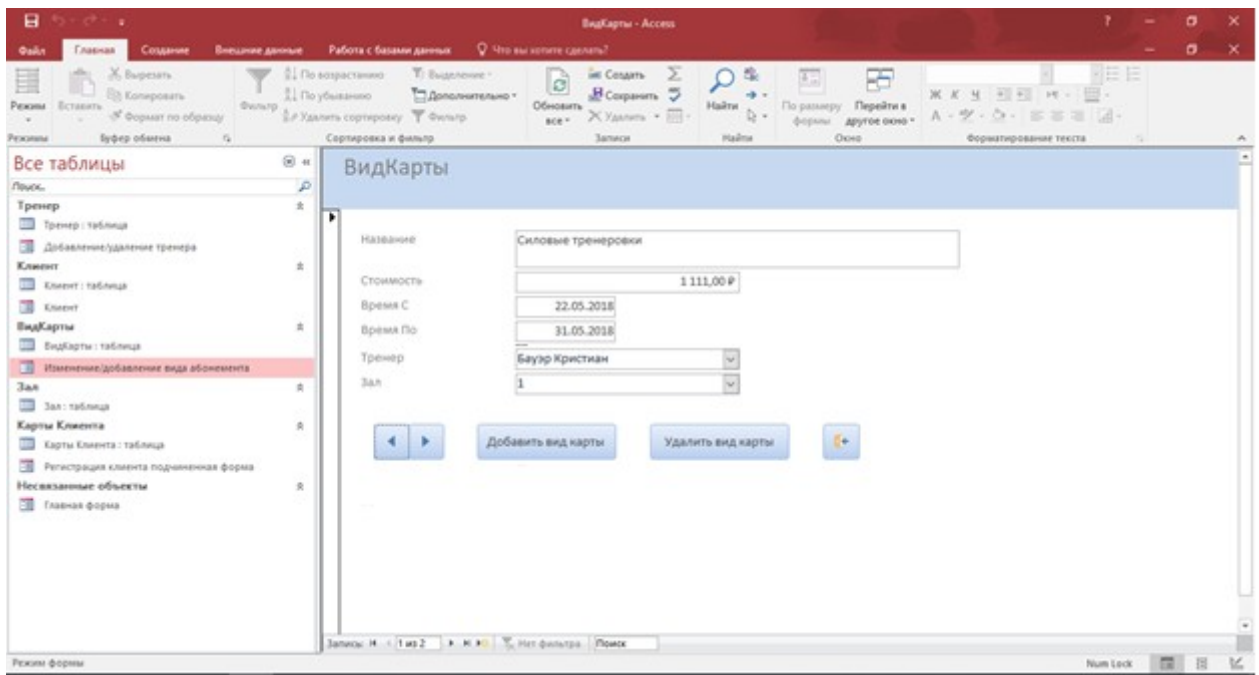 ВидКарты - Access
Файл Главная Создание Внешние данные Работа с базами данных Что вы хотите сделать?
Режим
Режимы
Вставить
Вырезать
Копировать
Формат по образцу
Буфер обмена
Фильтр
По возрастанию
По убыванию
Удалить сортировку
Выделение
Дополнительно
Фильтр
Сортировка и фильтр
Обновить
все
Создать
Сохранить
Удалить
Записи
Найти
Найти
По размеру
формы
Перейти в
другое окно
Окно
Ж К Ч
Форматирование текста
Все таблицы
Поиск...
Тренер
Тренер : таблица
Добавление/удаление тренера
Клиент
Клиент : таблица
Клиент
ВидКарты
ВидКарты : таблица
Изменение/добавление вида абонемента
Зал
Зал : таблица
Карты Клиента
Карты Клиента : таблица
Регистрация клиента подчиненная форма
Несвязанные объекты
Главная форма
ВидКарты
Название Силовые тренеровки
Стоимость 1 111,00 ₽
Время С 22.05.2018
Время По 31.05.2018
Тренер Бауэр Кристиан
Зал 1
Добавить вид карты Удалить вид карты
Запись: 1 из 2 Нет фильтра Поиск
Режим формы Num Lock